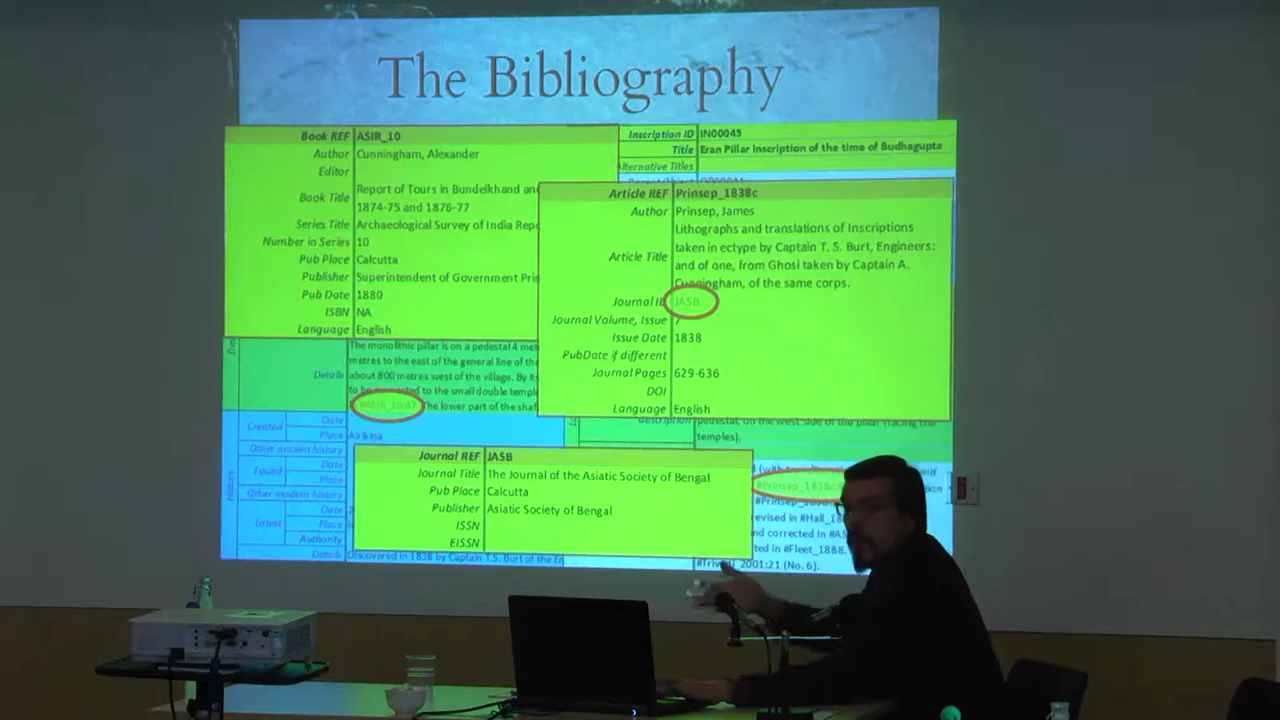 The Bibliography
Book REF ASIR_10
Author Cunningham, Alexander
Editor
Book Title Report of Tours in Bundelkhand
1874-75 and 1876-77
Series Title Archaeological Survey of India
Number in Series 10
Pub Place Calcutta
Publisher Superintendent of Government
Pub Date 1880
ISBN NA
Language English
Inscription ID IN00045
Title Eran Pillar Inscription of the time of Budhagupta
Titles
Article REF Prinsep_1838c
Author Prinsep, James
Article Title Lithographs and translations of Inscriptions
taken in ectype by Captain T. S. Burt, Engineers:
and of one, from Ghosi taken by Captain A.
Cunningham, of the same corps.
Journal ID JASB
Journal Volume, Issue 7
Issue Date 1838
PubDate if different
Journal Pages 629-636
DOI
Language English
Details The monolithic pillar is on a pedestal 4
metres to the east of the general line of the
about 800 metres west of the village. By
to the small double
The lower part of the
description pedestal, on the west side of the pillar (facing the
temples).
Created Date
Place Airikiṇa
Other ancient history
Found Date
Place
Other modern history
Latest Date
Place
Authority
Details Discovered in 1838 by Captain T.S. Burt of the
History
Journal REF JASB
Journal Title The Journal of the Asiatic Society of Bengal
Pub Place Calcutta
Publisher Asiatic Society of Bengal
ISSN
EISSN
#Prinsep_1838c
in
and corrected in
in #Fleet_1888.
2001:21 (No. 6).